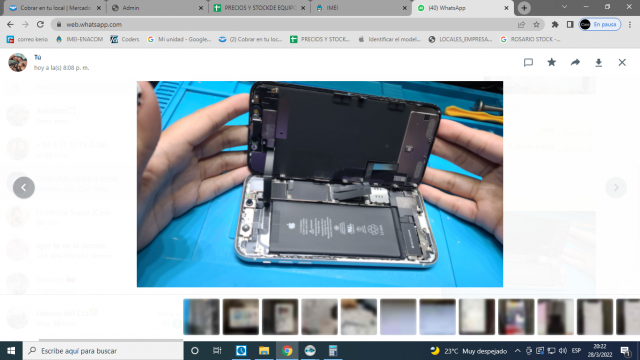 Cobrar en tu local | Mercado
Admin
PRECIOS Y STOCKDE EQUIP
IMEI
(40) WhatsApp
web.whatsapp.com
En pausa
correo kerio
IMEI-ENACOM
Coders
Mi unidad - Google...
(2) Cobrar en tu loc...
PRECIOS Y STOCK...
Identificar el model...
LOCALES_EMPRESA...
ROSARIO STOCK -...
Tú
hoy a la(s) 8:08 p. m.
Escribe aquí para buscar
23°C Muy despejado
ESP
20:22
28/3/2022